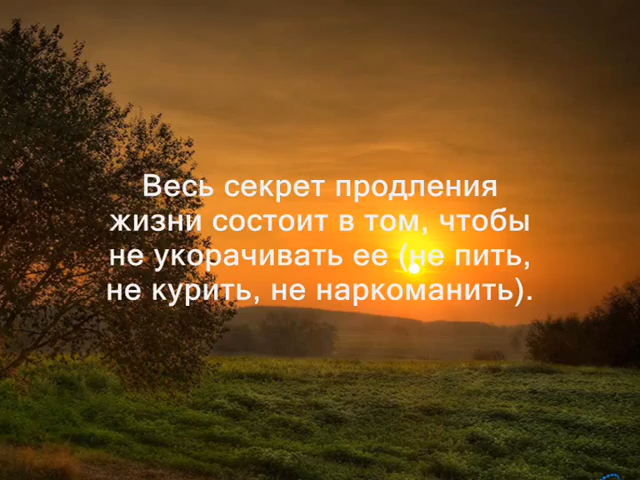 Весь секрет продления
жизни состоит в том, чтобы
не укорачивать ее (не пить,
не курить, не наркоманить).